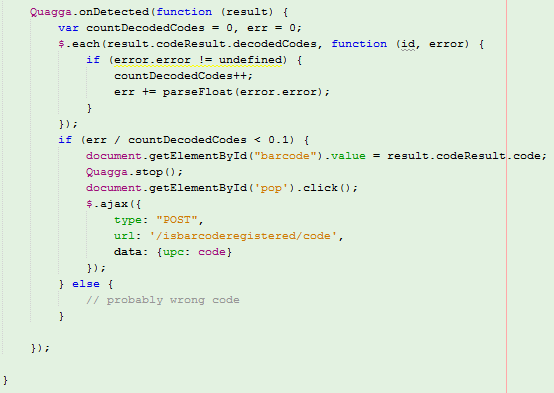 Quagga.onDetected(function (result) {
var countDecodedCodes = 0, err = 0;
$.each(result.codeResult.decodedCodes, function (id, error) {
if (error.error != undefined) {
countDecodedCodes++;
err += parseFloat(error.error);
}
});
if (err / countDecodedCodes < 0.1) {
document.getElementById("barcode").value = result.codeResult.code;
Quagga.stop();
document.getElementById('pop').click();
$.ajax({
type: "POST",
url: '/isbarcoderegistered/code',
data: {upc: code}
});
} else {
// probably wrong code
}
});
}